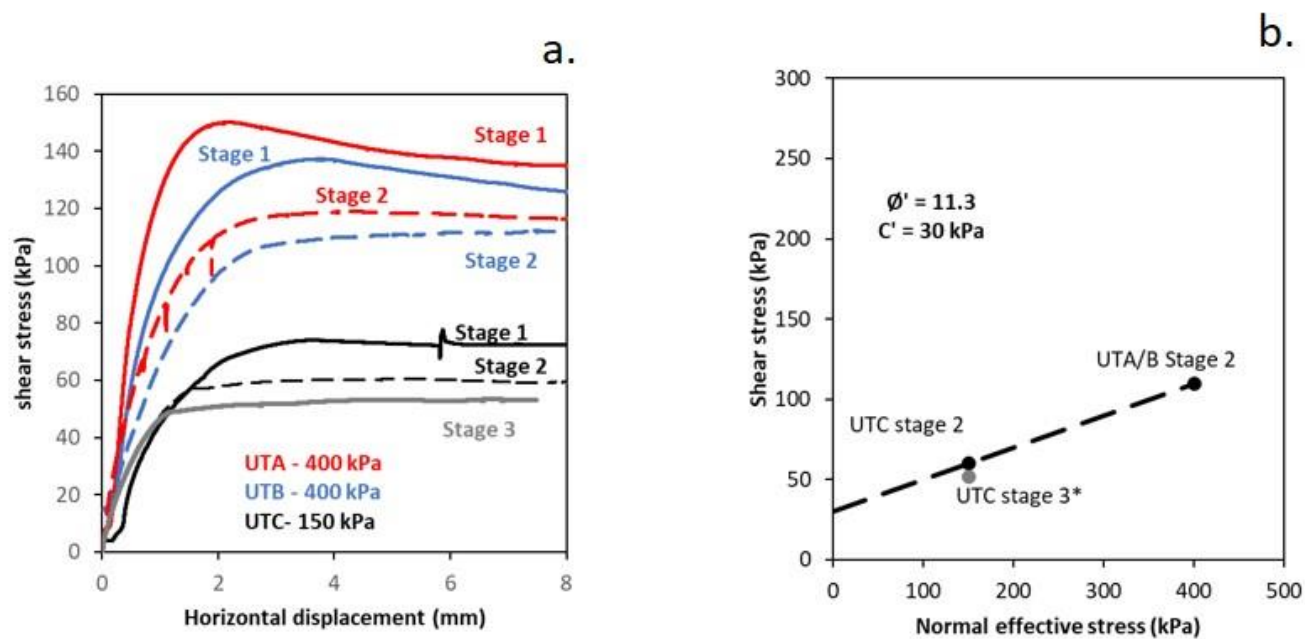 a.
160
140
120
100
80
60
40
20
0
shear stress (kPa)
Stage 1
Stage 1
Stage 2
Stage 2
Stage 1
Stage 2
Stage 3
UTA - 400 kPa
UTB - 400 kPa
UTC- 150 kPa
0 2 4 6 8
Horizontal displacement (mm)
b.
300
250
200
150
100
50
0
Shear stress (kPa)
Ø' = 11.3
C' = 30 kPa
UTA/B Stage 2
UTC stage 2
UTC stage 3*
0 100 200 300 400 500
Normal effective stress (kPa)